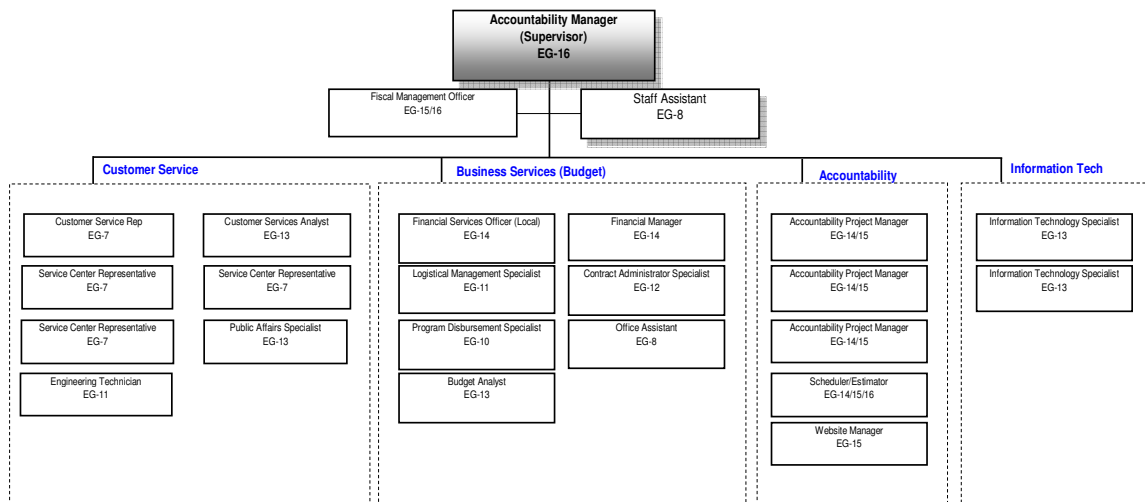 Accountability Manager
(Supervisor)
EG-16
Fiscal Management Officer
EG-15/16
Staff Assistant
EG-8
Customer Service
Customer Service Rep
EG-7
Customer Services Analyst
EG-13
Service Center Representative
EG-7
Service Center Representative
EG-7
Service Center Representative
EG-7
Public Affairs Specialist
EG-13
Engineering Technician
EG-11
Business Services (Budget)
Financial Services Officer (Local)
EG-14
Financial Manager
EG-14
Logistical Management Specialist
EG-11
Contract Administrator Specialist
EG-12
Program Disbursement Specialist
EG-10
Office Assistant
EG-8
Budget Analyst
EG-13
Accountability
Accountability Project Manager
EG-14/15
Accountability Project Manager
EG-14/15
Accountability Project Manager
EG-14/15
Scheduler/Estimator
EG-14/15/16
Website Manager
EG-15
Information Tech
Information Technology Specialist
EG-13
Information Technology Specialist
EG-13